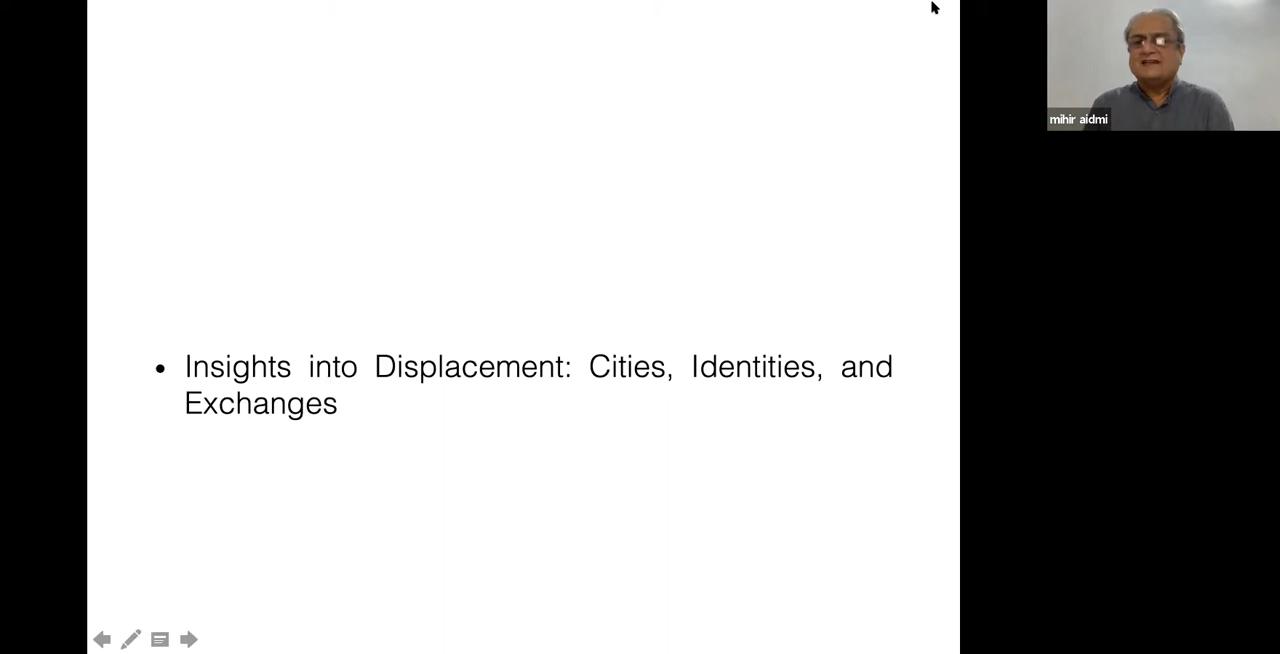 mihir aidmi
• Insights into Displacement: Cities, Identities, and
Exchanges